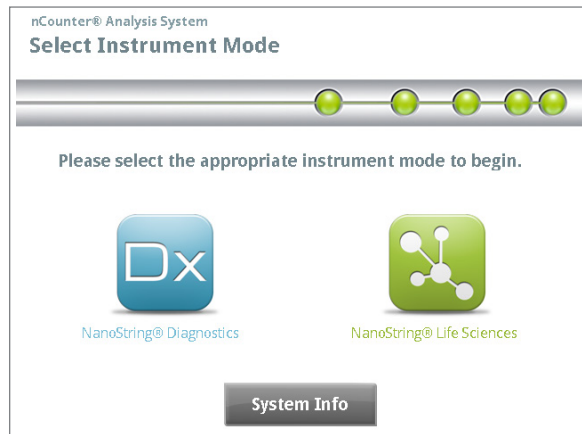 nCounter® Analysis System
Select Instrument Mode
Please select the appropriate instrument mode to begin.
Dx
NanoString® Diagnostics
NanoString® Life Sciences
System Info